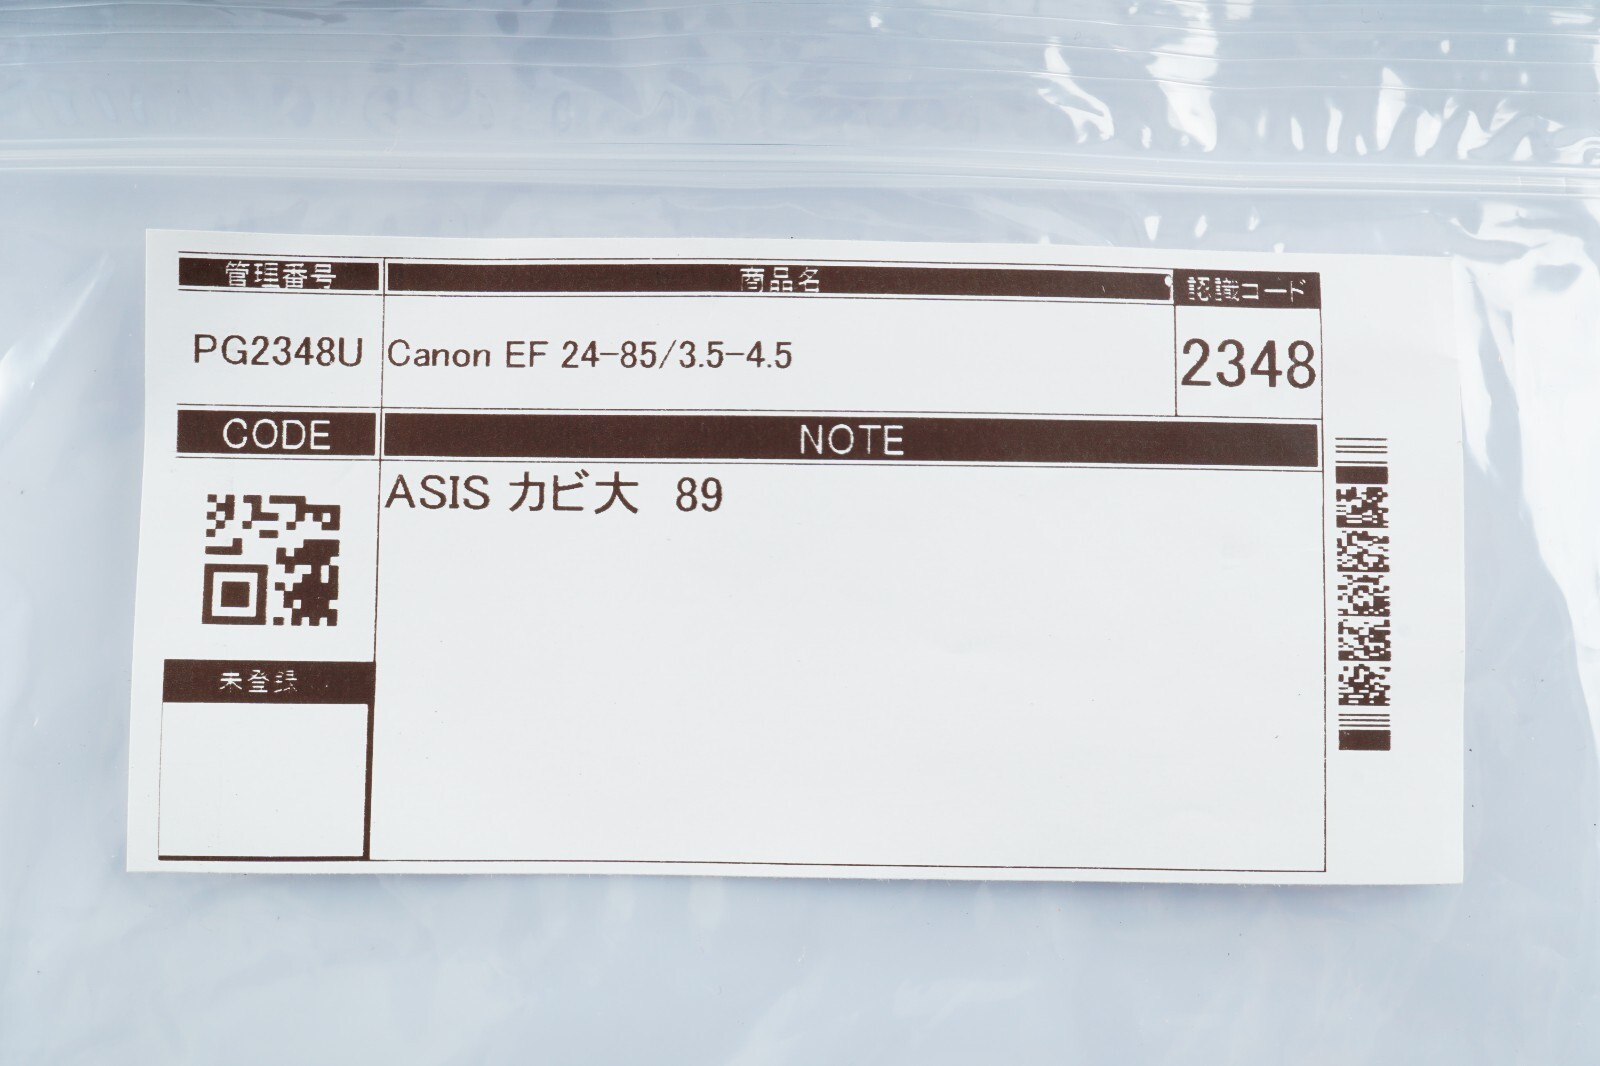 管理番号 商品名 認識コード
PG2348U Canon EF 24-85/3.5-4.5 2348
CODE NOTE
ASIS カビ大 89
未登録